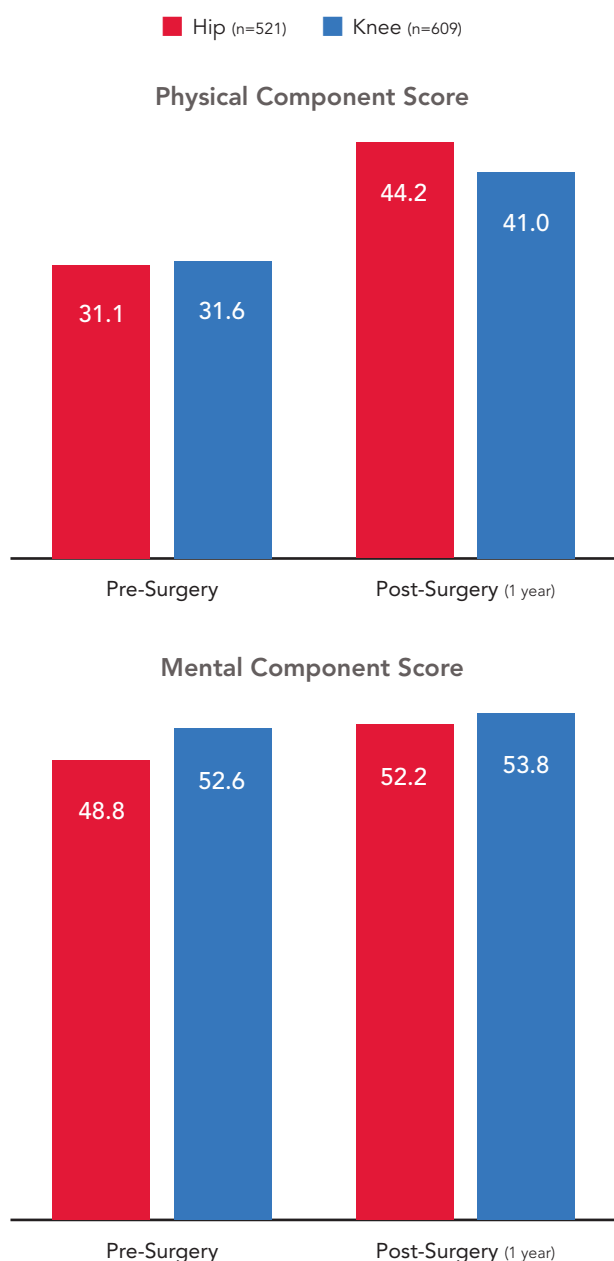 Hip (n=521) Knee (n=609)
Physical Component Score
44.2
41.0
31.1 31.6
Pre-Surgery Post-Surgery (1 year)
Mental Component Score
48.8 52.6 52.2 53.8
Pre-Surgery Post-Surgery (1 year)